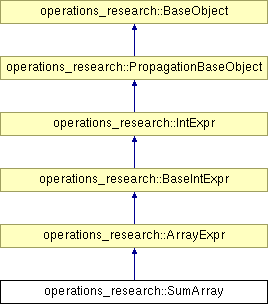 operations_research::BaseObject
operations_research::PropagationBaseObject
operations_research::IntExpr
operations_research::BaseIntExpr
operations_research::ArrayExpr
operations_research::SumArray